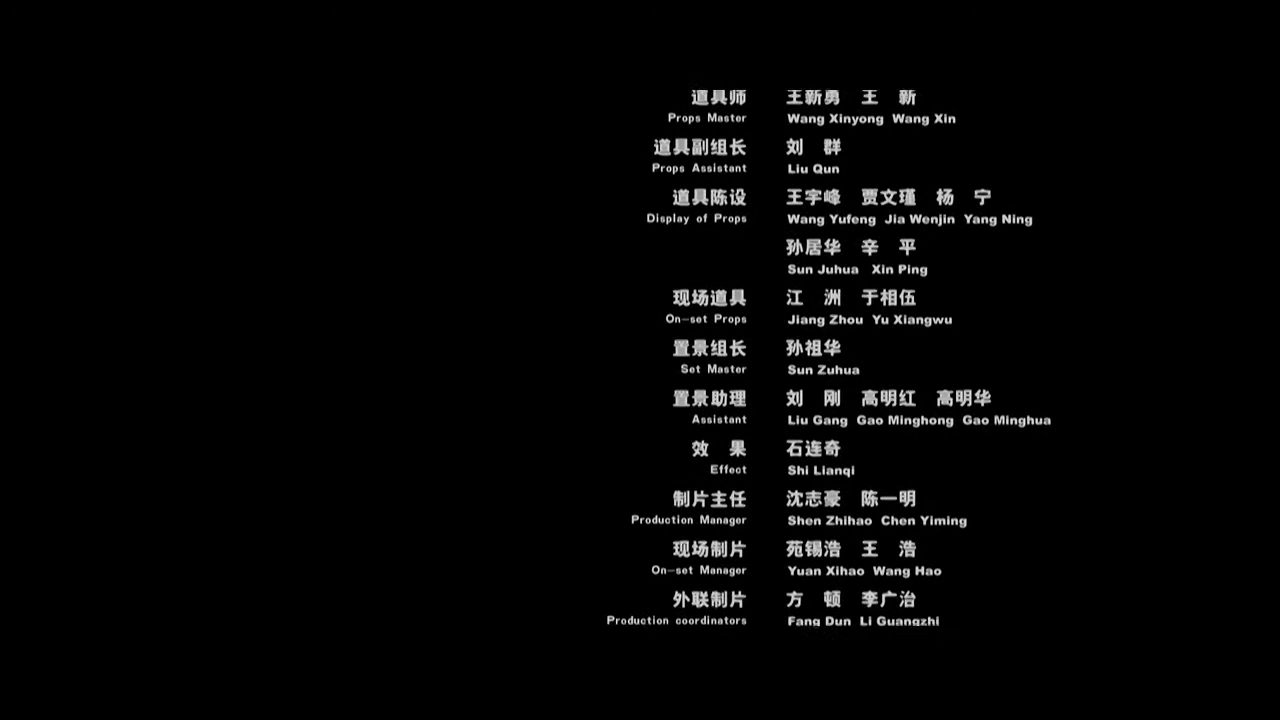 道具师 王新勇 王 新
Props Master Wang Xinyong Wang Xin
道具副组长 刘 群
Props Assistant Liu Qun
道具陈设 王宇峰 贾文瑾 杨 宁
Display of Props Wang Yufeng Jia Wenjin Yang Ning
孙居华 辛 平
Sun Juhua Xin Ping
现场道具 江 洲 于相伍
On-set Props Jiang Zhou Yu Xiangwu
置景组长 孙祖华
Set Master Sun Zuhua
置景助理 刘 刚 高明红 高明华
Assistant Liu Gang Gao Minghong Gao Minghua
效 果 石连奇
Effect Shi Lianqi
制片主任 沈志豪 陈一明
Production Manager Shen Zhihao Chen Yiming
现场制片 苑锡浩 王 浩
On-set Manager Yuan Xihao Wang Hao
外联制片 方 顿 李广治
Production coordinators Fang Dun Li Guangzhi